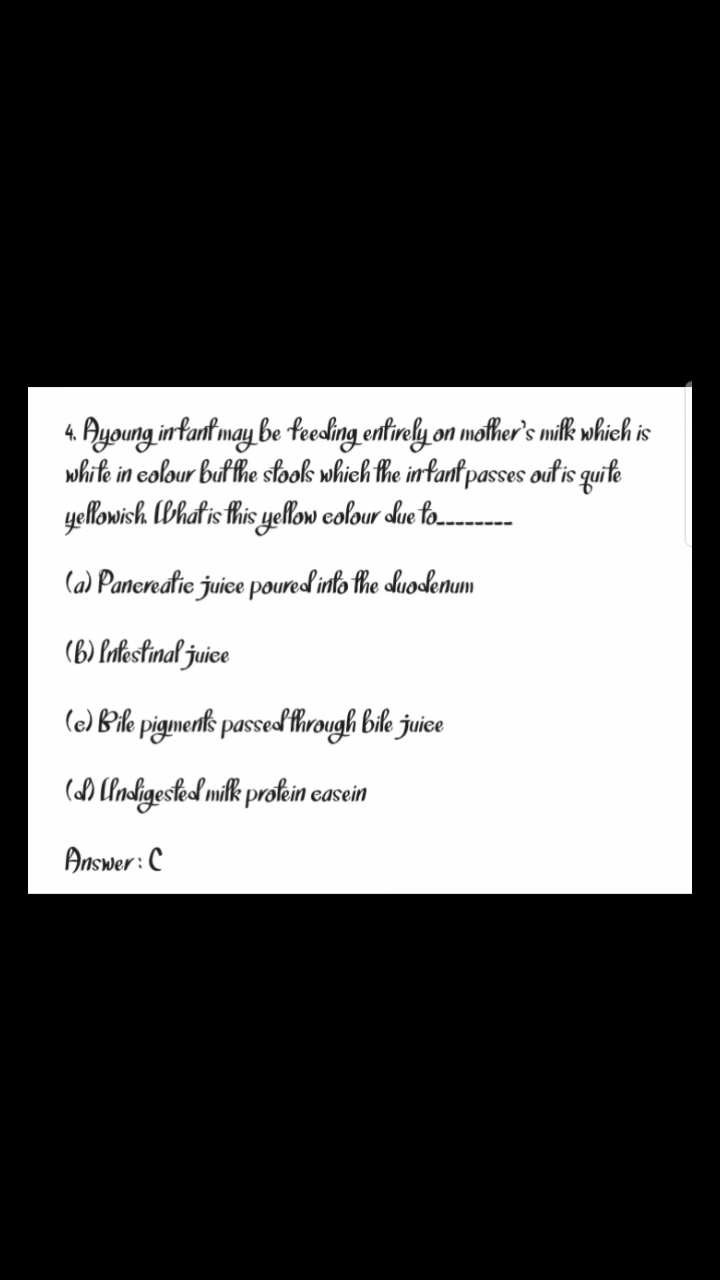 4. A young infant may be feeding entirely on mother's milk which is
white in colour but the stools which the infant passes out is quite
yellowish. What is this yellow colour due to________
(a) Pancreatic juice poured into the duodenum
(b) Intestinal juice
(c) Bile pigments passed through bile juice
(d) Undigested milk protein casein
Answer: C